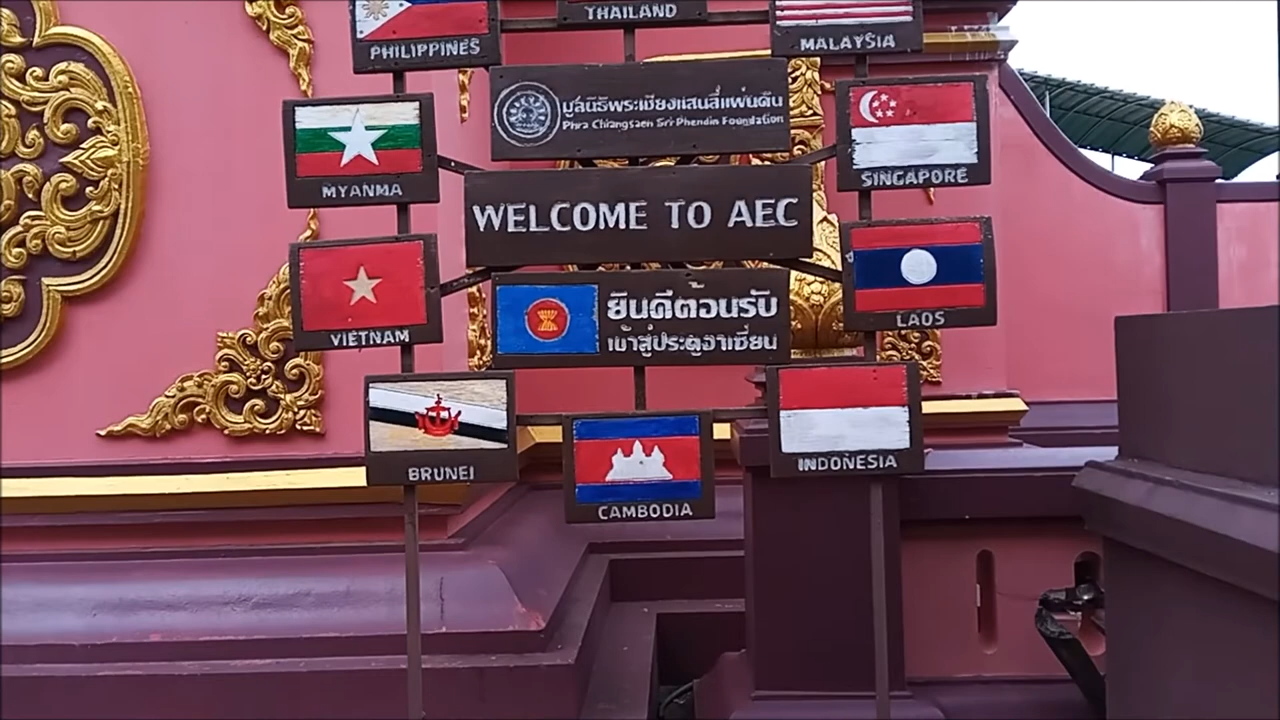 THAILAND
PHILIPPINES
MALAYSIA
มูลนิธิพระเชียงแสนสี่แผ่นดิน
Phra Chiangsaen Sri Phendin Foundation
MYANMA
SINGAPORE
WELCOME TO AEC
VIETNAM
LAOS
ยินดีต้อนรับ
เข้าสู่ประตูอาเซี่ยน
BRUNEI
INDONESIA
CAMBODIA